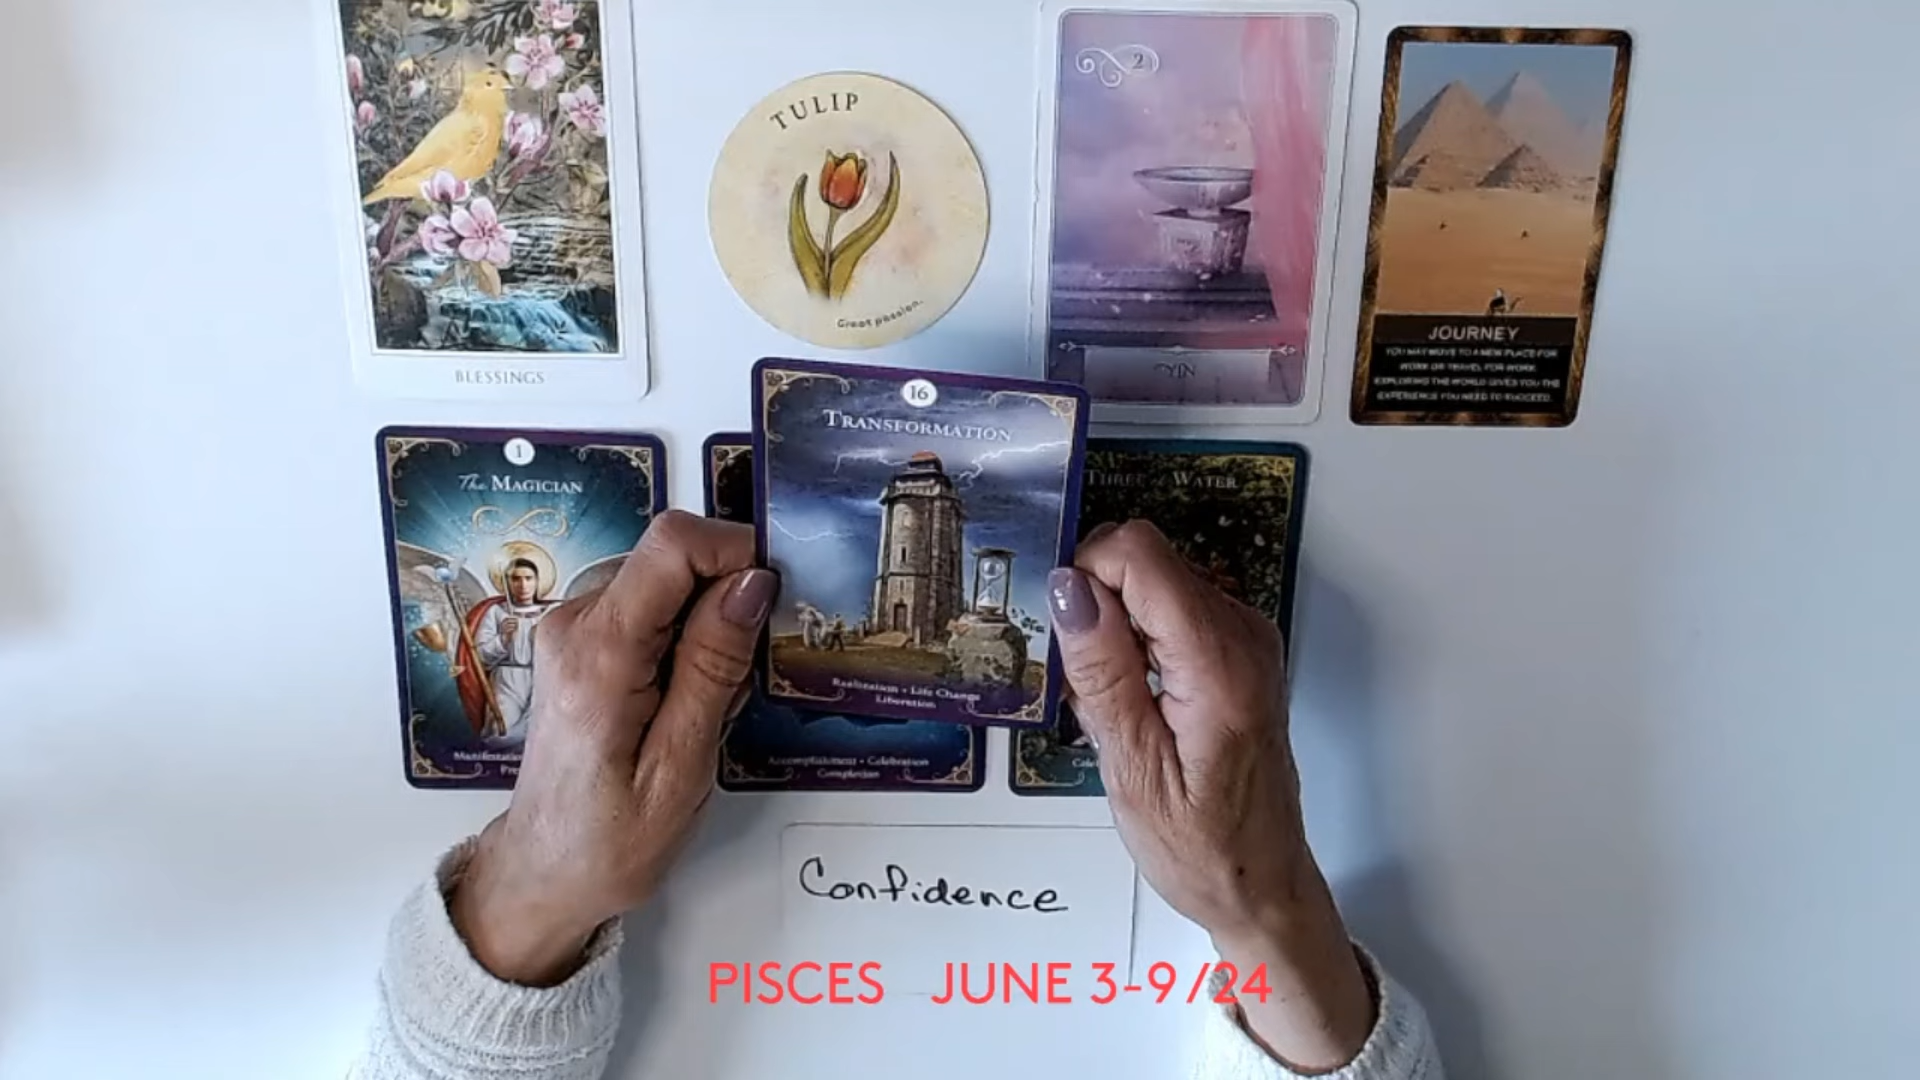 BLESSINGS
TULIP
Great passion.
2
YIN
JOURNEY
YOU MAY MOVE TO A NEW PLACE FOR
WORK OR TRAVEL FOR WORK.
EXPLORING THE WORLD GIVES YOU THE
EXPERIENCE YOU NEED TO SUCCEED.
1
The MAGICIAN
16
TRANSFORMATION
Realization • Life Change
Liberation
Accomplishment • Celebration
Completion
THREE of WATER
Confidence
PISCES JUNE 3-9/24